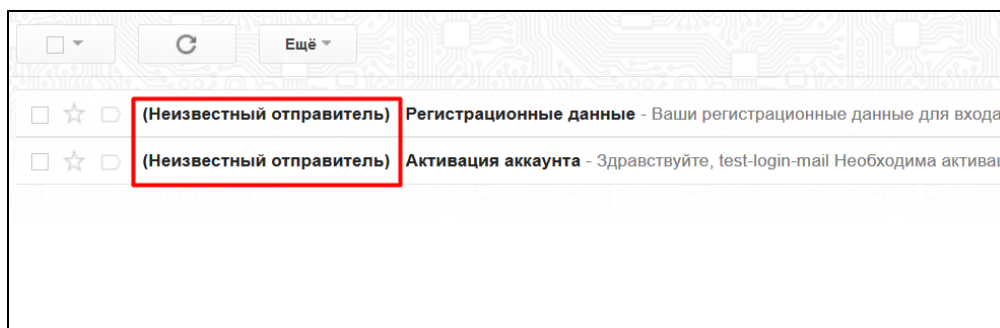 Ещё
(Неизвестный отправитель) Регистрационные данные - Ваши регистрационные данные для входа
(Неизвестный отправитель) Активация аккаунта - Здравствуйте, test-login-mail Необходима